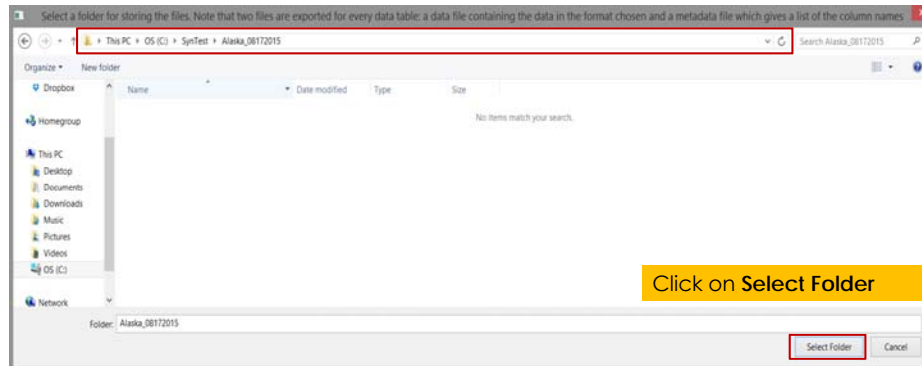 Select a folder for storing the files. Note that two files are exported for every data table: a data file containing the data in the format chosen and a metadata file which gives a list of the column names
This PC ▸ OS (C:) ▸ SynTest ▸ Alaska_08172015
Search Alaska_08172015
Organize New folder
Dropbox
Name Date modified Type Size
No items match your search.
Homegroup
This PC
Desktop
Documents
Downloads
Music
Pictures
Videos
OS (C:)
Click on Select Folder
Network
Folder: Alaska_08172015
Select Folder Cancel